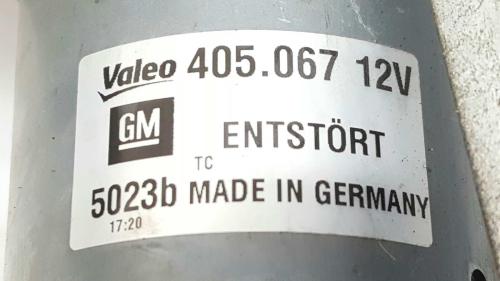 Valeo 405.067 12V
GM ENTSTÖRT
TC
5023b MADE IN GERMANY
17:20